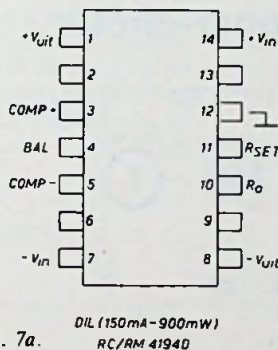 +Vuit 1 14 +Vin
2 13
COMP+ 3 12
BAL 4 11 RSET
COMP- 5 10 Ro
6 9
-Vin 7 8 -Vuit
. 7a.
DIL (150mA-900mW)
RC/RM 4194D